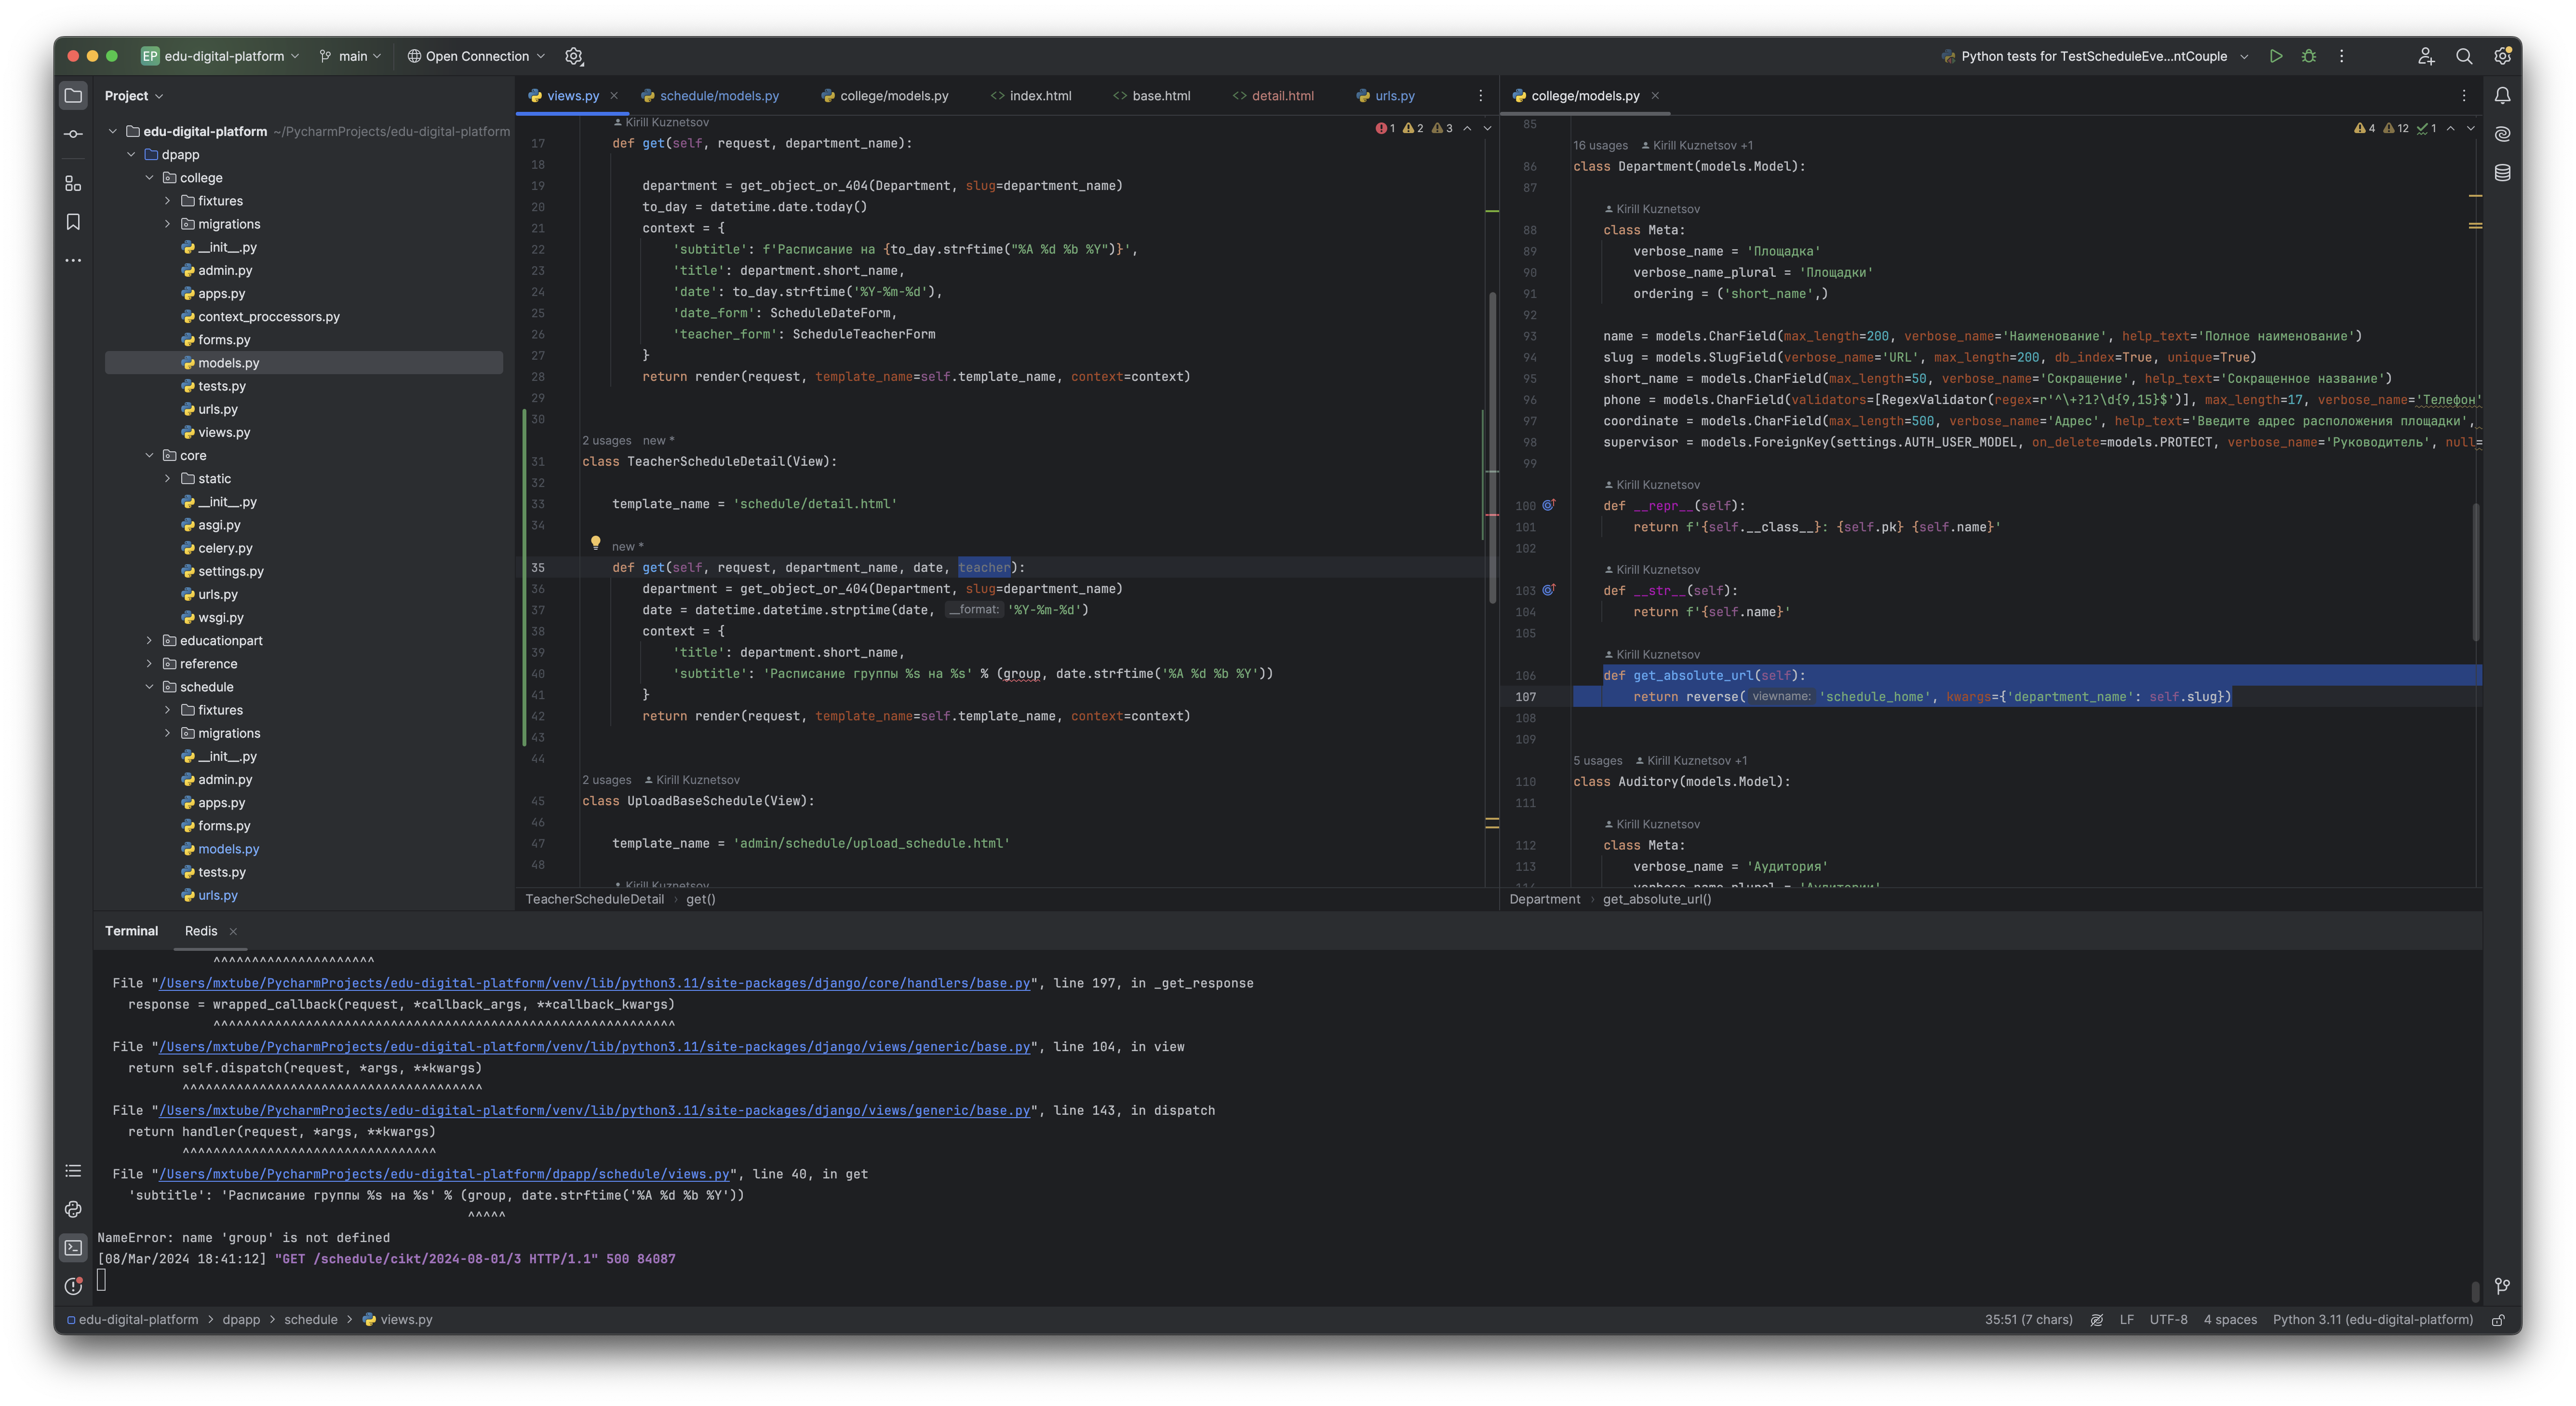 EP edu-digital-platform main Open Connection Python tests for TestScheduleEve...ntCouple
Project
edu-digital-platform ~/PycharmProjects/edu-digital-platform
dpapp
college
fixtures
migrations
__init__.py
admin.py
apps.py
context_proccessors.py
forms.py
models.py
tests.py
urls.py
views.py
core
static
__init__.py
asgi.py
celery.py
settings.py
urls.py
wsgi.py
educationpart
reference
schedule
fixtures
migrations
__init__.py
admin.py
apps.py
forms.py
models.py
tests.py
urls.py
views.py schedule/models.py college/models.py index.html base.html detail.html urls.py
1 2 3
Kirill Kuznetsov
17 def get(self, request, department_name):
18
19 department = get_object_or_404(Department, slug=department_name)
20 to_day = datetime.date.today()
21 context = {
22 'subtitle': f'Расписание на {to_day.strftime("%A %d %b %Y")}',
23 'title': department.short_name,
24 'date': to_day.strftime('%Y-%m-%d'),
25 'date_form': ScheduleDateForm,
26 'teacher_form': ScheduleTeacherForm
27 }
28 return render(request, template_name=self.template_name, context=context)
29
30
2 usages new *
31 class TeacherScheduleDetail(View):
32
33 template_name = 'schedule/detail.html'
34
new *
35 def get(self, request, department_name, date, teacher):
36 department = get_object_or_404(Department, slug=department_name)
37 date = datetime.datetime.strptime(date, __format: '%Y-%m-%d')
38 context = {
39 'title': department.short_name,
40 'subtitle': 'Расписание группы %s на %s' % (group, date.strftime('%A %d %b %Y'))
41 }
42 return render(request, template_name=self.template_name, context=context)
43
44
2 usages Kirill Kuznetsov
45 class UploadBaseSchedule(View):
46
47 template_name = 'admin/schedule/upload_schedule.html'
48
Kirill Kuznetsov
TeacherScheduleDetail › get()
college/models.py
4 12 1
85
16 usages Kirill Kuznetsov +1
86 class Department(models.Model):
87
Kirill Kuznetsov
88 class Meta:
89 verbose_name = 'Площадка'
90 verbose_name_plural = 'Площадки'
91 ordering = ('short_name',)
92
93 name = models.CharField(max_length=200, verbose_name='Наименование', help_text='Полное наименование')
94 slug = models.SlugField(verbose_name='URL', max_length=200, db_index=True, unique=True)
95 short_name = models.CharField(max_length=50, verbose_name='Сокращение', help_text='Сокращенное название')
96 phone = models.CharField(validators=[RegexValidator(regex=r'^\+?1?\d{9,15}$')], max_length=17, verbose_name='Телефон'
97 coordinate = models.CharField(max_length=500, verbose_name='Адрес', help_text='Введите адрес расположения площадки',
98 supervisor = models.ForeignKey(settings.AUTH_USER_MODEL, on_delete=models.PROTECT, verbose_name='Руководитель', null=
99
Kirill Kuznetsov
100 def __repr__(self):
101 return f'{self.__class__}: {self.pk} {self.name}'
102
Kirill Kuznetsov
103 def __str__(self):
104 return f'{self.name}'
105
Kirill Kuznetsov
106 def get_absolute_url(self):
107 return reverse( viewname: 'schedule_home', kwargs={'department_name': self.slug})
108
109
5 usages Kirill Kuznetsov +1
110 class Auditory(models.Model):
111
Kirill Kuznetsov
112 class Meta:
113 verbose_name = 'Аудитория'
114 verbose_name_plural = 'Аудитории'
Department › get_absolute_url()
Terminal Redis
^^^^^^^^^^^^^^^^^^^^^
File "/Users/mxtube/PycharmProjects/edu-digital-platform/venv/lib/python3.11/site-packages/django/core/handlers/base.py", line 197, in _get_response
response = wrapped_callback(request, *callback_args, **callback_kwargs)
^^^^^^^^^^^^^^^^^^^^^^^^^^^^^^^^^^^^^^^^^^^^^^^^^^^^^^^^^^^^
File "/Users/mxtube/PycharmProjects/edu-digital-platform/venv/lib/python3.11/site-packages/django/views/generic/base.py", line 104, in view
return self.dispatch(request, *args, **kwargs)
^^^^^^^^^^^^^^^^^^^^^^^^^^^^^^^^^^^^^^^
File "/Users/mxtube/PycharmProjects/edu-digital-platform/venv/lib/python3.11/site-packages/django/views/generic/base.py", line 143, in dispatch
return handler(request, *args, **kwargs)
^^^^^^^^^^^^^^^^^^^^^^^^^^^^^^^^^
File "/Users/mxtube/PycharmProjects/edu-digital-platform/dpapp/schedule/views.py", line 40, in get
'subtitle': 'Расписание группы %s на %s' % (group, date.strftime('%A %d %b %Y'))
^^^^^
NameError: name 'group' is not defined
[08/Mar/2024 18:41:12] "GET /schedule/cikt/2024-08-01/3 HTTP/1.1" 500 84087
edu-digital-platform › dpapp › schedule › views.py 35:51 (7 chars) LF UTF-8 4 spaces Python 3.11 (edu-digital-platform)